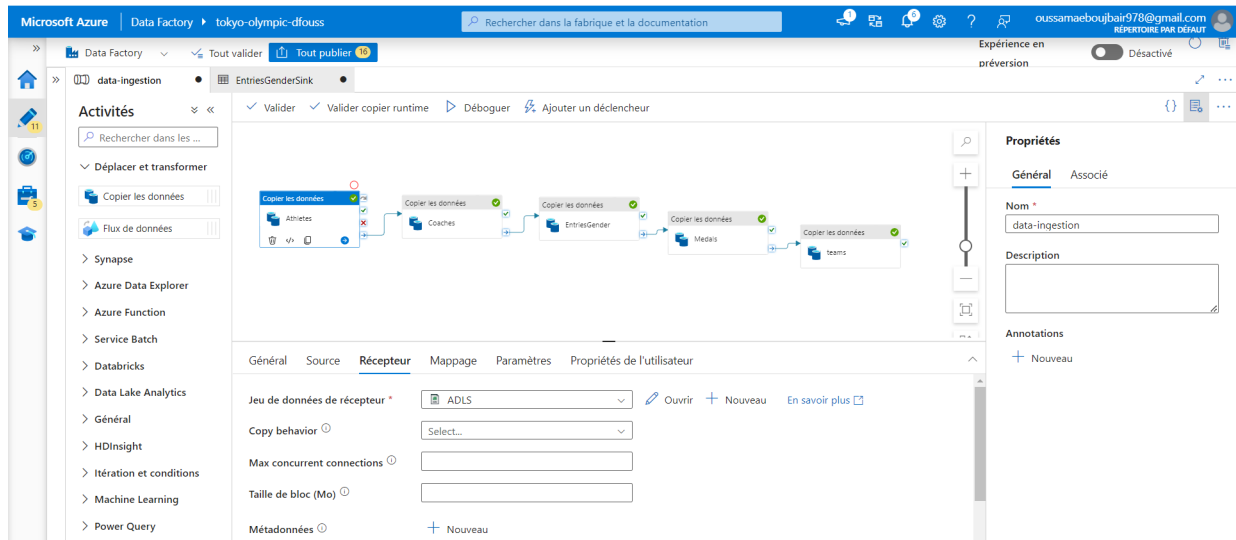 Microsoft Azure Data Factory tokyo-olympic-dfouss
Rechercher dans la fabrique et la documentation
1 6
oussamaeboujbair978@gmail.com
RÉPERTOIRE PAR DÉFAUT
Data Factory Tout valider Tout publier 16
Expérience en
préversion
Désactivé
data-ingestion EntriesGenderSink
11
5
Activités
Rechercher dans les ...
Déplacer et transformer
Copier les données
Flux de données
Synapse
Azure Data Explorer
Azure Function
Service Batch
Databricks
Data Lake Analytics
Général
HDInsight
Itération et conditions
Machine Learning
Power Query
Valider Valider copier runtime Déboguer Ajouter un déclencheur
Copier les données
Athletes
Copier les données
Coaches
Copier les données
EntriesGender
Copier les données
Medals
Copier les données
teams
Général Source Récepteur Mappage Paramètres Propriétés de l'utilisateur
Jeu de données de récepteur * ADLS Ouvrir Nouveau En savoir plus
Copy behavior Select...
Max concurrent connections
Taille de bloc (Mo)
Métadonnées Nouveau
Propriétés
Général Associé
Nom *
data-ingestion
Description
Annotations
Nouveau